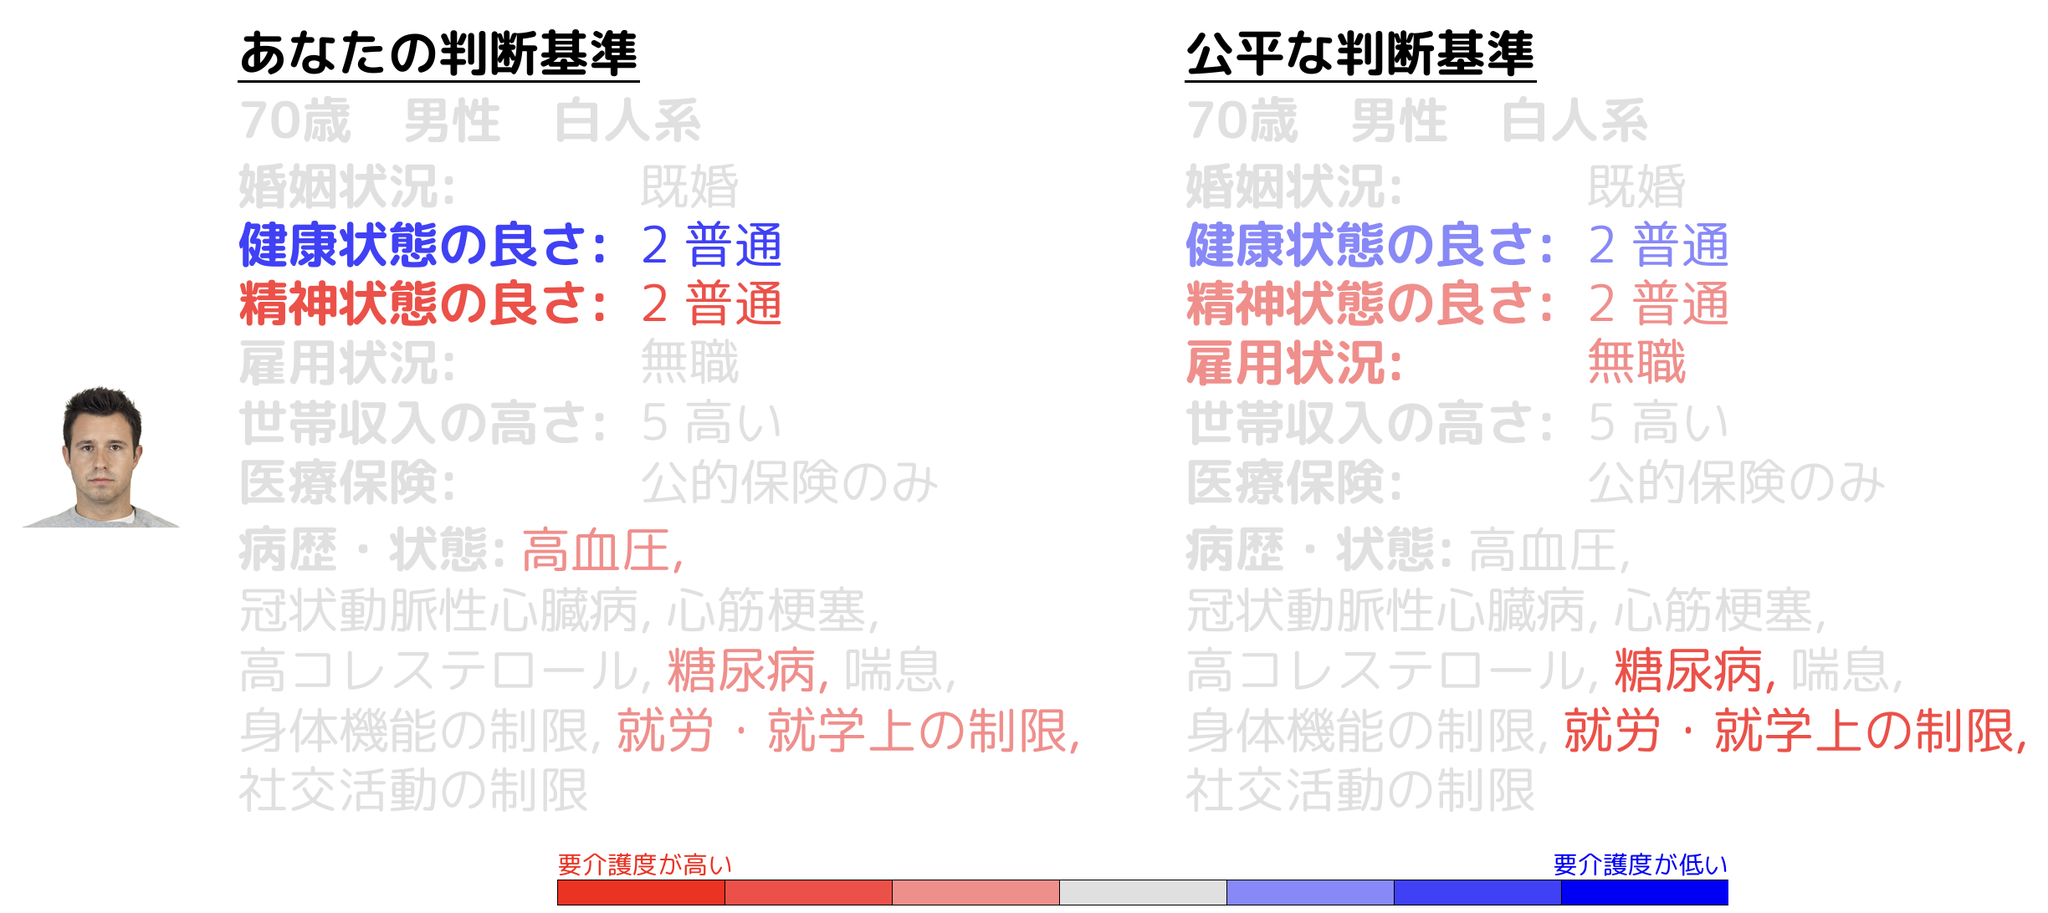 あなたの判断基準
70歳 男性 白人系
婚姻状況: 既婚
健康状態の良さ: 2 普通
精神状態の良さ: 2 普通
雇用状況: 無職
世帯収入の高さ: 5 高い
医療保険: 公的保険のみ
病歴・状態: 高血圧,
冠状動脈性心臓病, 心筋梗塞,
高コレステロール, 糖尿病, 喘息,
身体機能の制限, 就労・就学上の制限,
社交活動の制限
公平な判断基準
70歳 男性 白人系
婚姻状況: 既婚
健康状態の良さ: 2 普通
精神状態の良さ: 2 普通
雇用状況: 無職
世帯収入の高さ: 5 高い
医療保険: 公的保険のみ
病歴・状態: 高血圧,
冠状動脈性心臓病, 心筋梗塞,
高コレステロール, 糖尿病, 喘息,
身体機能の制限, 就労・就学上の制限,
社交活動の制限
要介護度が高い 要介護度が低い